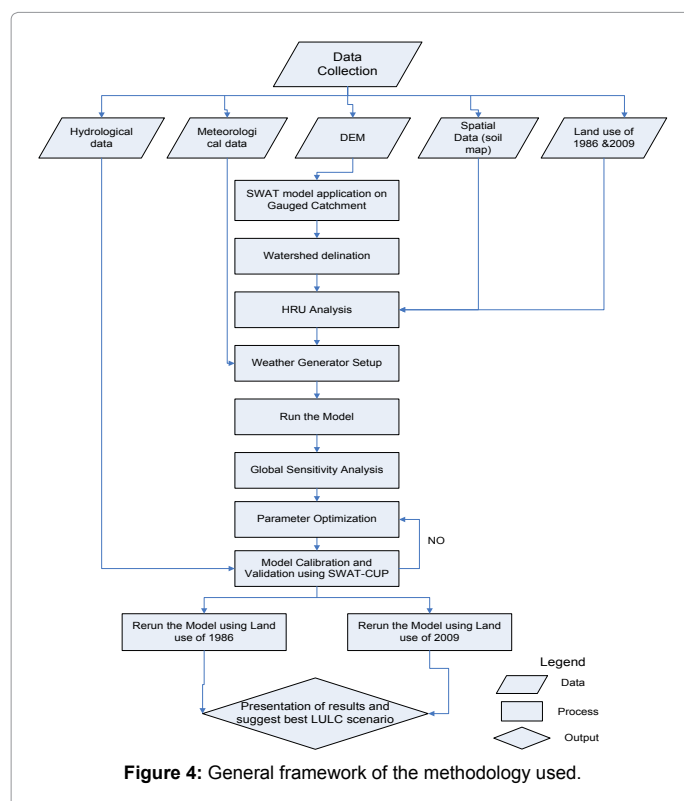 Data
Collection
Hydrological
data
Meteorologi
cal data
DEM
Spatial
Data (soil
map)
Land use of
1986 &2009
SWAT model application on
Gauged Catchment
Watershed delination
HRU Analysis
Weather Generator Setup
Run the Model
Global Sensitivity Analysis
Parameter Optimization
NO
Model Calibration and
Validation using SWAT-CUP
Rerun the Model using Land
use of 1986
Rerun the Model using Land
use of 2009
Presentation of results and
suggest best LULC scenario
Legend
Data
Process
Output
Figure 4: General framework of the methodology used.